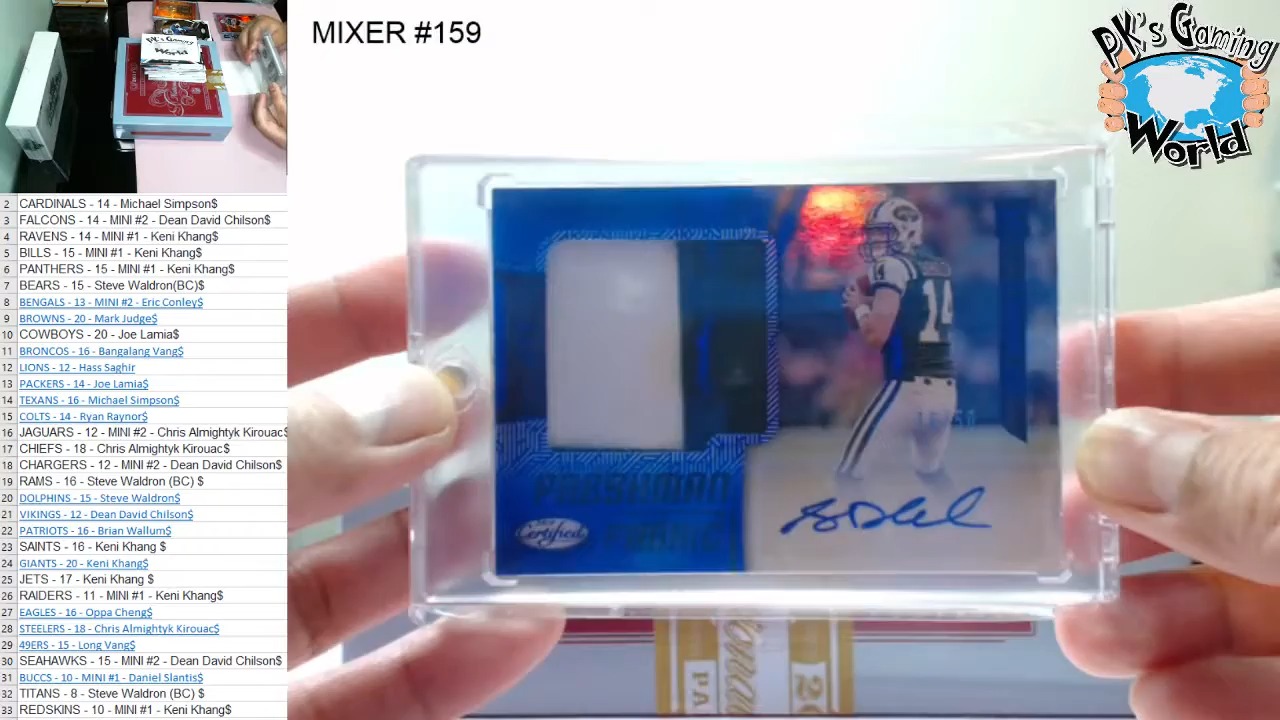 MIXER #159
PK's Gaming
World
PK's Gaming
World
2 CARDINALS - 14 - Michael Simpson$
3 FALCONS - 14 - MINI #2 - Dean David Chilson$
4 RAVENS - 14 - MINI #1 - Keni Khang$
5 BILLS - 15 - MINI #1 - Keni Khang$
6 PANTHERS - 15 - MINI #1 - Keni Khang$
7 BEARS - 15 - Steve Waldron(BC)$
8 BENGALS - 13 - MINI #2 - Eric Conley$
9 BROWNS - 20 - Mark Judge$
10 COWBOYS - 20 - Joe Lamia$
11 BRONCOS - 16 - Bangalang Vang$
12 LIONS - 12 - Hass Saghir
13 PACKERS - 14 - Joe Lamia$
14 TEXANS - 16 - Michael Simpson$
15 COLTS - 14 - Ryan Raynor$
16 JAGUARS - 12 - MINI #2 - Chris Almightyk Kirouac$
17 CHIEFS - 18 - Chris Almightyk Kirouac$
18 CHARGERS - 12 - MINI #2 - Dean David Chilson$
19 RAMS - 16 - Steve Waldron (BC) $
20 DOLPHINS - 15 - Steve Waldron$
21 VIKINGS - 12 - Dean David Chilson$
22 PATRIOTS - 16 - Brian Wallum$
23 SAINTS - 16 - Keni Khang $
24 GIANTS - 20 - Keni Khang$
25 JETS - 17 - Keni Khang $
26 RAIDERS - 11 - MINI #1 - Keni Khang$
27 EAGLES - 16 - Oppa Cheng$
28 STEELERS - 18 - Chris Almightyk Kirouac$
29 49ERS - 15 - Long Vang$
30 SEAHAWKS - 15 - MINI #2 - Dean David Chilson$
31 BUCCS - 10 - MINI #1 - Daniel Slantis$
32 TITANS - 8 - Steve Waldron (BC) $
33 REDSKINS - 10 - MINI #1 - Keni Khang$
14
14
FRESHMAN
FABRIC
Certified
PA